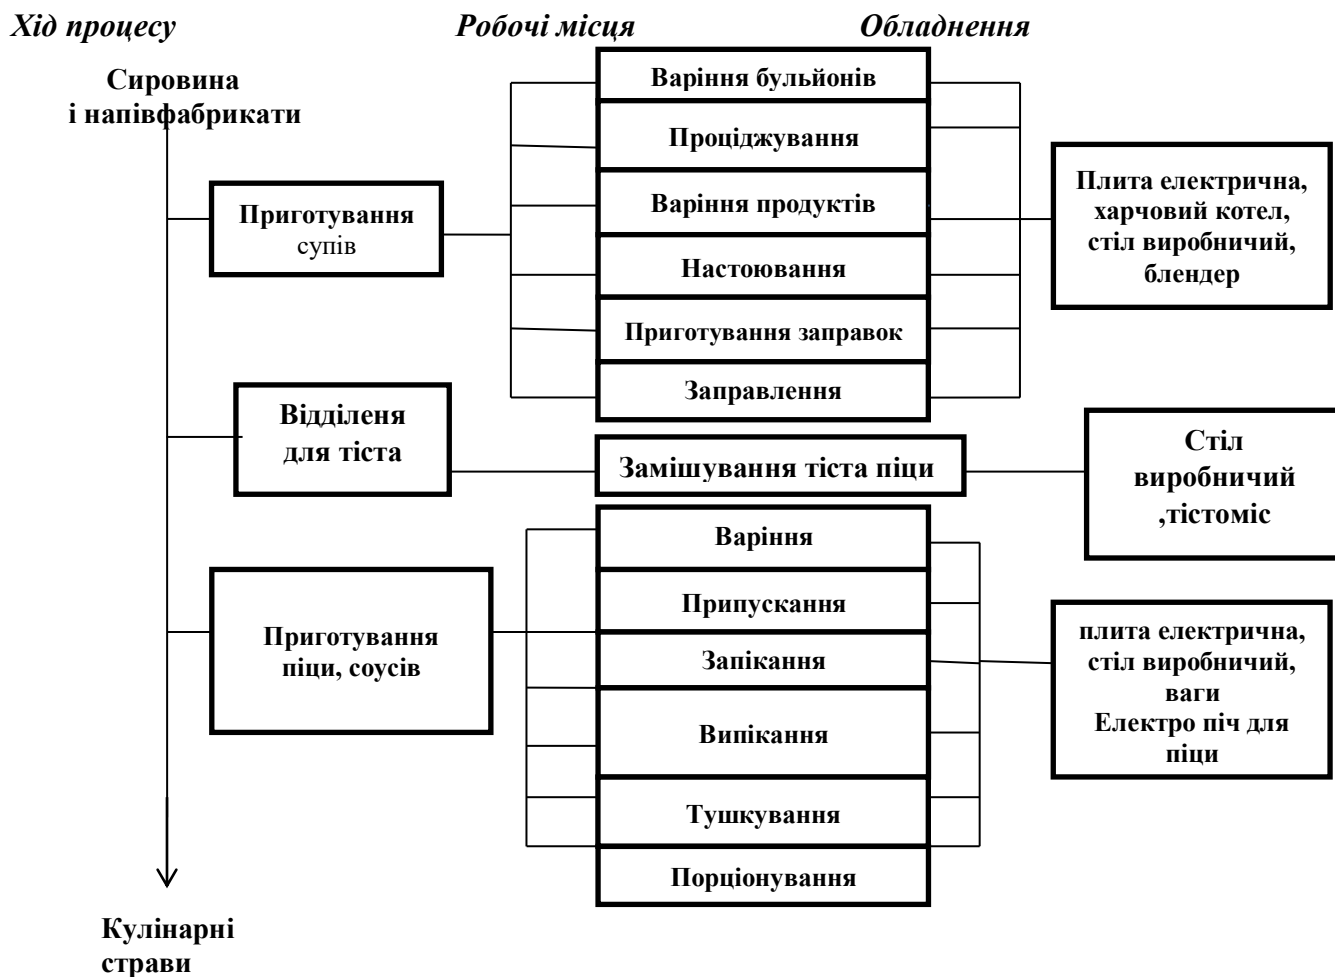 Хід процесу
Робочі місця
Обладнення
Сировина
і напівфабрикати
Приготування
супів
Варіння бульйонів
Проціджування
Варіння продуктів
Настоювання
Приготування заправок
Заправлення
Плита електрична,
харчовий котел,
стіл виробничий,
блендер
Відділеня
для тіста
Замішування тіста піци
Стіл
виробничий
,тістоміс
Приготування
піци, соусів
Варіння
Припускання
Запікання
Випікання
Тушкування
Порціонування
плита електрична,
стіл виробничий,
ваги
Електро піч для
піци
Кулінарні
страви